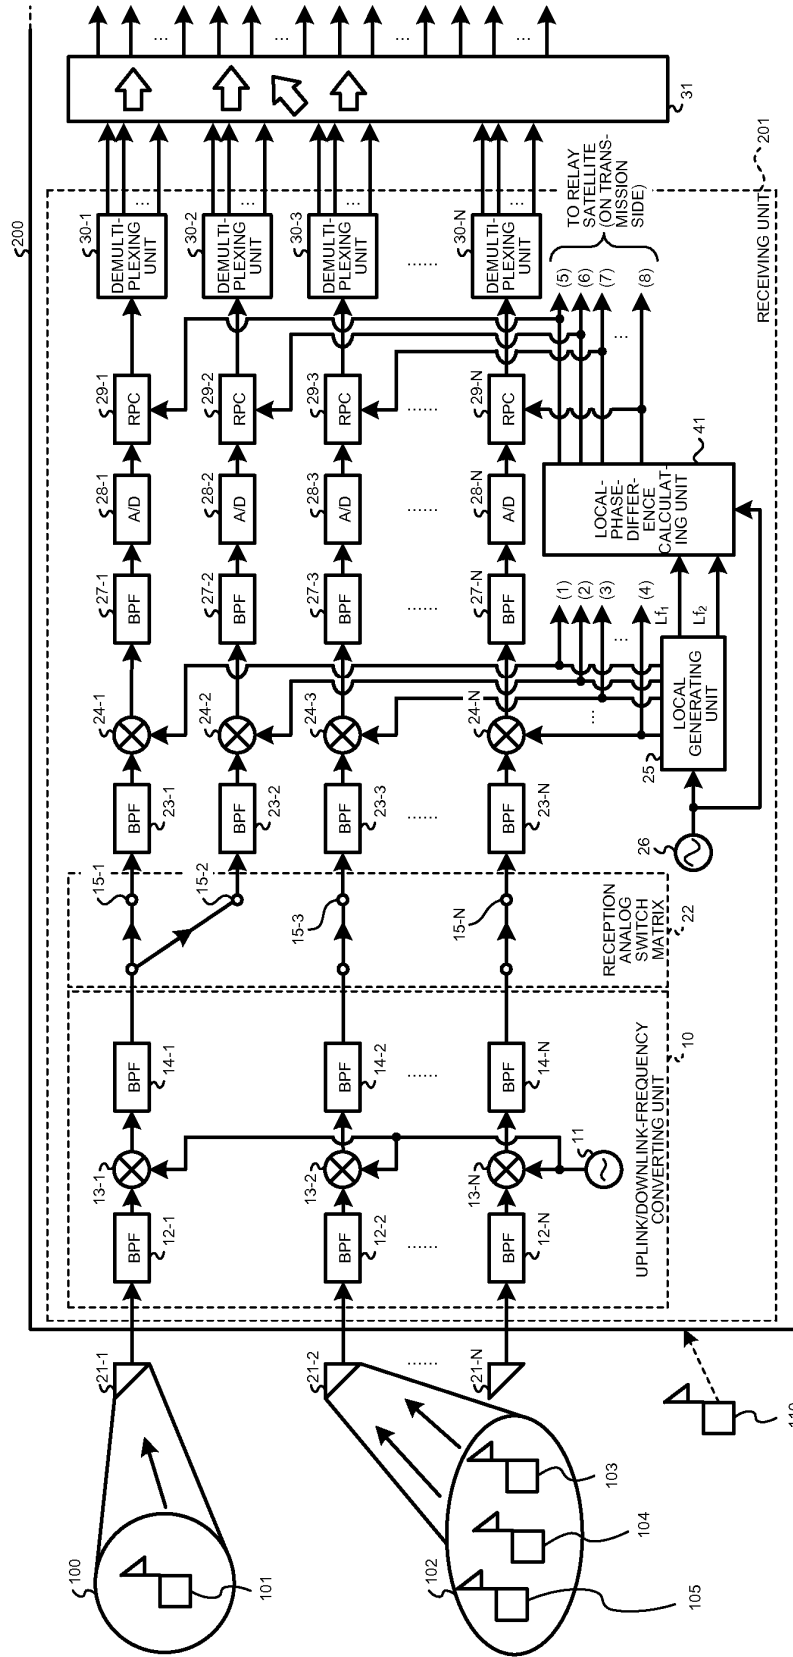 200
100
101
102
103
104
105
21-1
21-2
......
21-N
12-1
BPF
13-1
14-1
BPF
12-2
BPF
13-2
14-2
BPF
......
......
12-N
BPF
13-N
14-N
BPF
11
UPLINK/DOWNLINK-FREQUENCY
CONVERTING UNIT
10
15-1
15-2
15-3
15-N
RECEPTION
ANALOG
SWITCH
MATRIX
22
BPF
23-1
24-1
27-1
BPF
28-1
A/D
29-1
RPC
30-1
DEMULTI-
PLEXING
UNIT
...
BPF
23-2
24-2
27-2
BPF
28-2
A/D
29-2
RPC
30-2
DEMULTI-
PLEXING
UNIT
...
BPF
23-3
24-3
27-3
BPF
28-3
A/D
29-3
RPC
30-3
DEMULTI-
PLEXING
UNIT
...
......
......
......
......
......
BPF
23-N
24-N
27-N
BPF
28-N
A/D
29-N
RPC
30-N
DEMULTI-
PLEXING
UNIT
...
26
25
LOCAL
GENERATING
UNIT
...
(1)
(2)
(3)
...
(4)
Lf1
Lf2
LOCAL-
PHASE-
DIFFER-
ENCE
CALCULAT-
ING UNIT
41
(5)
(6)
(7)
...
(8)
TO RELAY
SATELLITE
(ON TRANS-
MISSION
SIDE)
RECEIVING UNIT
201
31
...
...
...
...